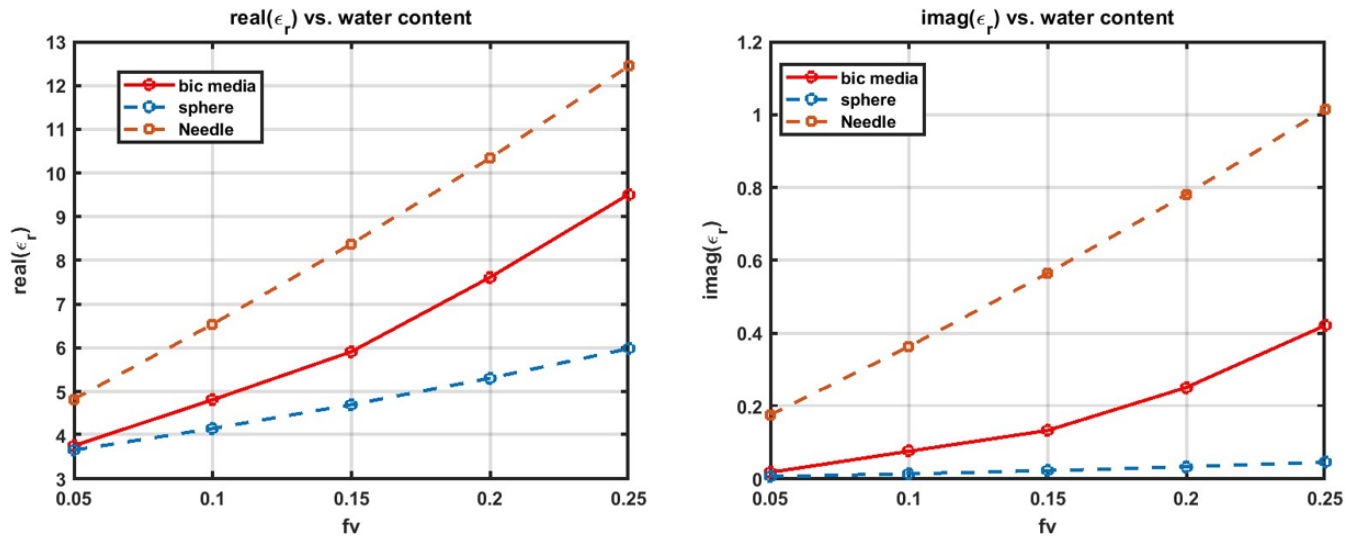 real(ϵr) vs. water content
13
12
11
10
9
8
7
6
5
4
3
real(ϵr)
bic media
sphere
Needle
0.05 0.1 0.15 0.2 0.25
fv
imag(ϵr) vs. water content
1.2
1
0.8
0.6
0.4
0.2
0
imag(ϵr)
bic media
sphere
Needle
0.05 0.1 0.15 0.2 0.25
fv